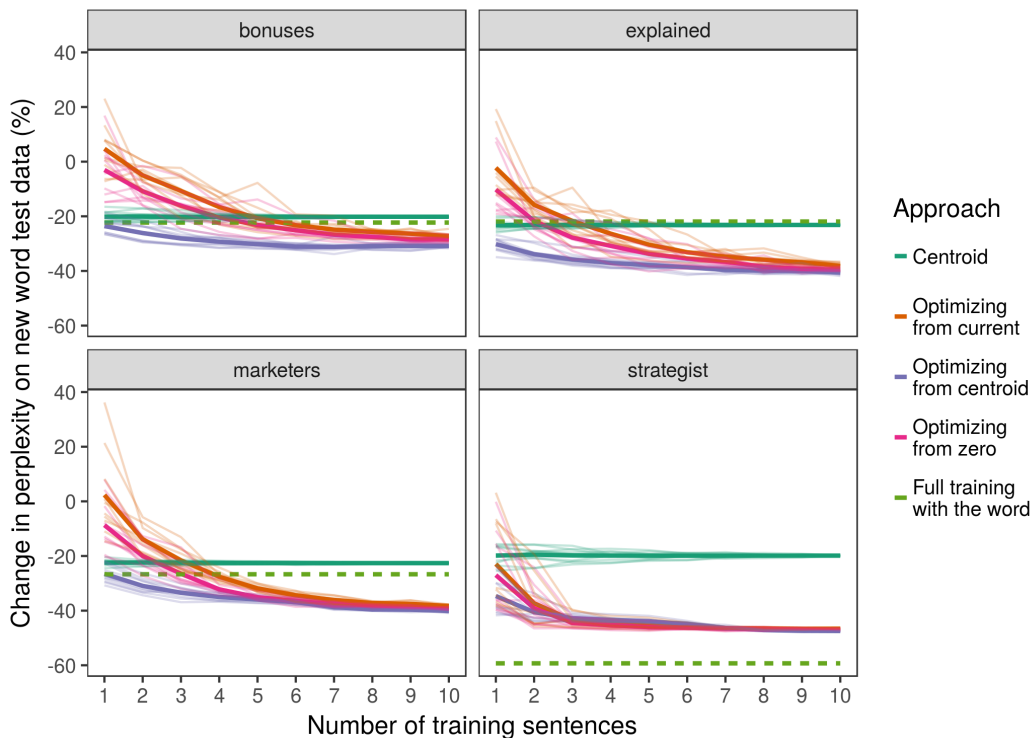 bonuses
explained
40
20
0
-20
-40
-60
marketers
strategist
40
20
0
-20
-40
-60
1 2 3 4 5 6 7 8 9 10
1 2 3 4 5 6 7 8 9 10
Number of training sentences
Change in perplexity on new word test data (%)
Approach
Centroid
Optimizing
from current
Optimizing
from centroid
Optimizing
from zero
Full training
with the word